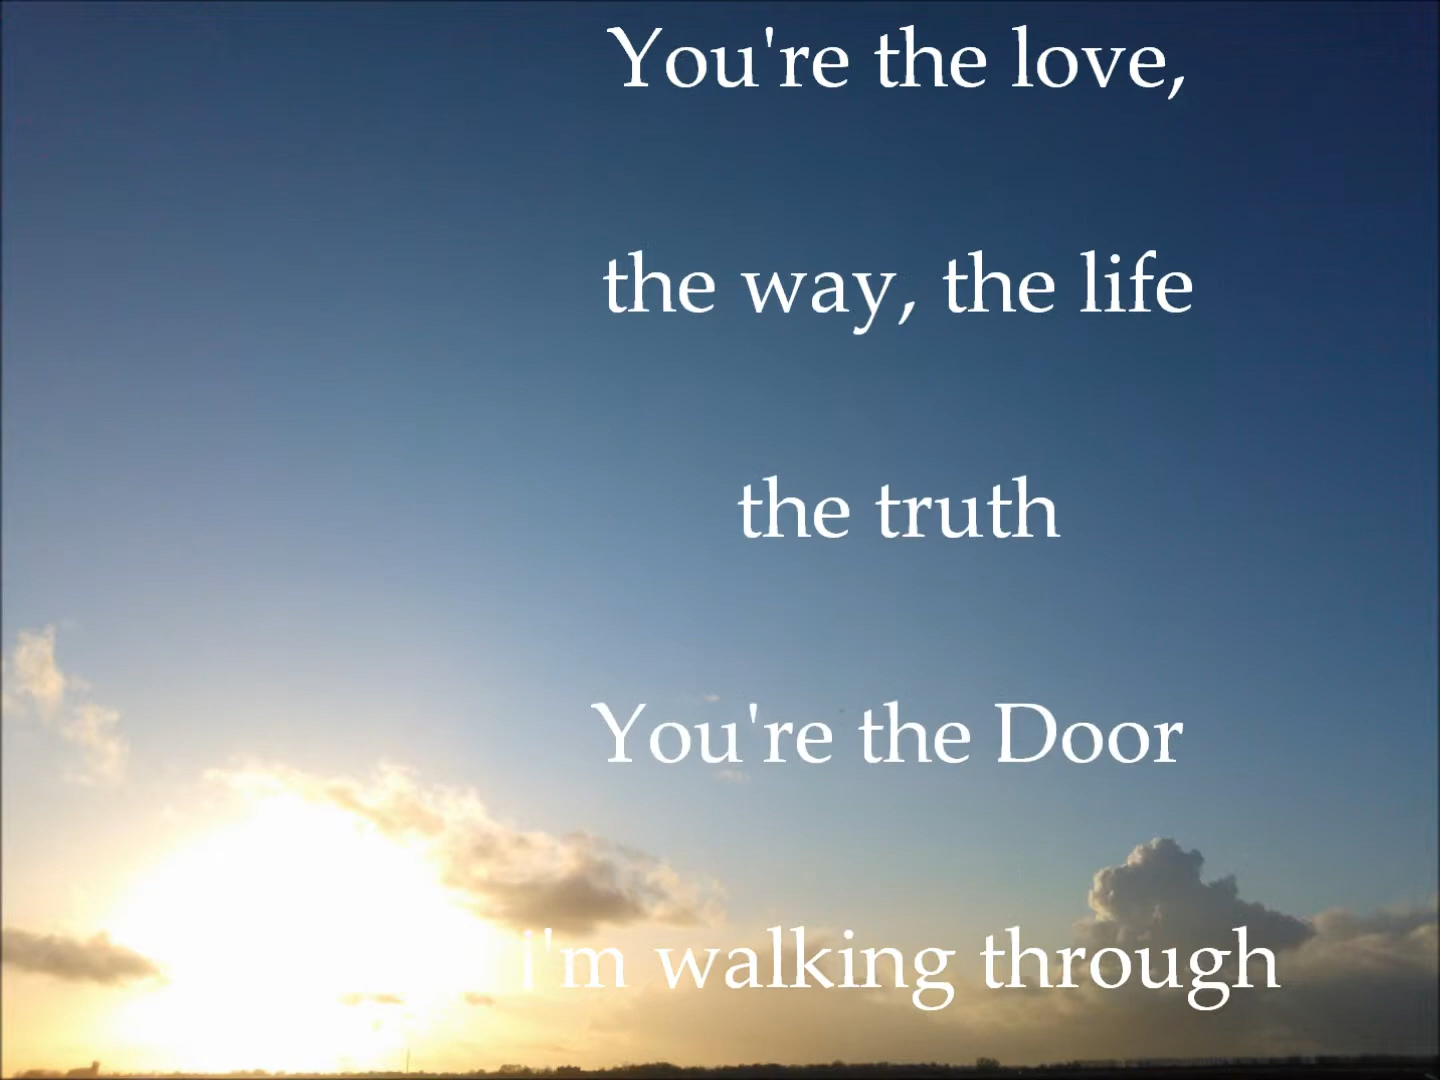 You're the love,
the way, the life
the truth
You're the Door
i'm walking through